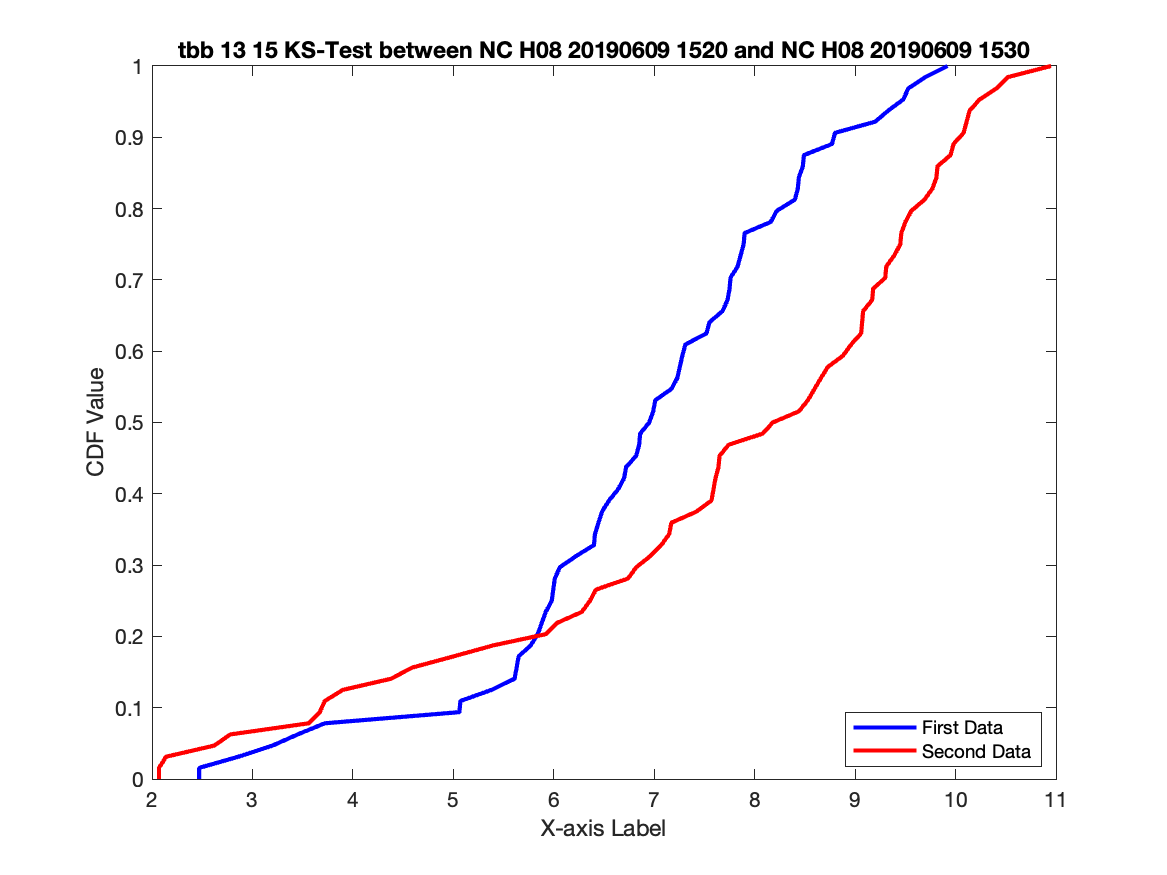 tbb 13 15 KS-Test between NC H08 20190609 1520 and NC H08 20190609 1530
1
0.9
0.8
0.7
0.6
0.5
0.4
0.3
0.2
0.1
0
CDF Value
First Data
Second Data
2 3 4 5 6 7 8 9 10 11
X-axis Label